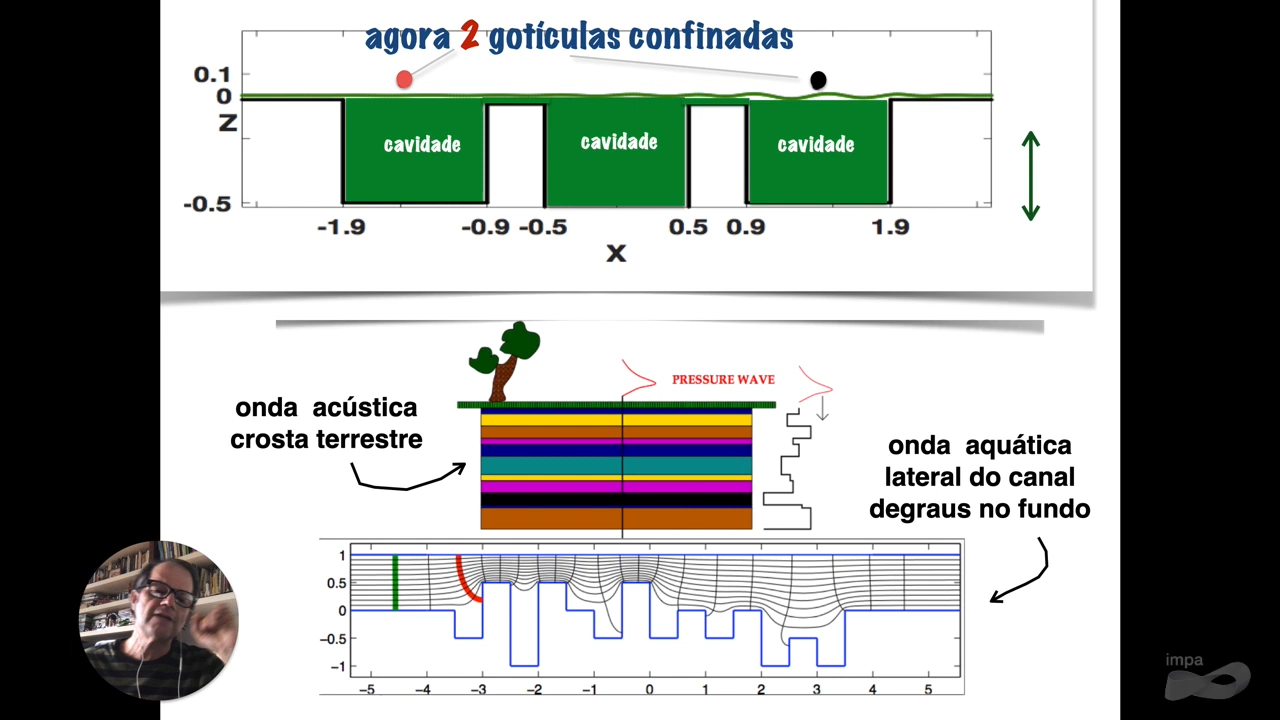 agora 2 gotículas confinadas
0.1
0
Z
-0.5
cavidade
cavidade
cavidade
-1.9 -0.9 -0.5 0.5 0.9 1.9
X
PRESSURE WAVE
onda acústica
crosta terrestre
onda aquática
lateral do canal
degraus no fundo
1
0.5
0
−0.5
−1
−5 −4 −3 −2 −1 0 1 2 3 4 5
impa